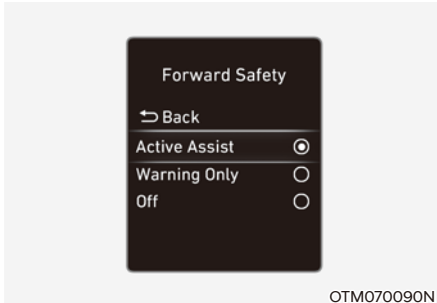 Forward Safety
Back
Active Assist
Warning Only
Off
OTM070090N